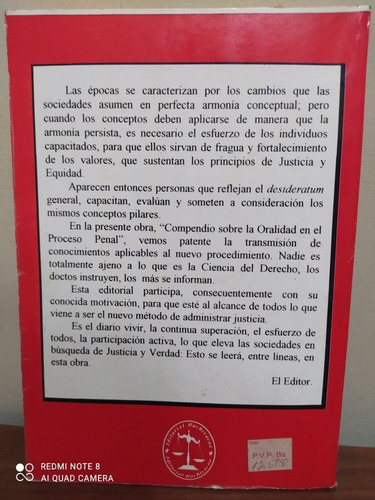 Las épocas se caracterizan por los cambios que las
sociedades asumen en perfecta armonía conceptual; pero
cuando los conceptos deben aplicarse de manera que la
armonía persista, es necesario el esfuerzo de los individuos
capacitados, para que ellos sirvan de fragua y fortalecimiento
de los valores, que sustentan los principios de Justicia y
Equidad.
Aparecen entonces personas que reflejan el desideratum
general, capacitan, evalúan y someten a consideración los
mismos conceptos pilares.
En la presente obra, “Compendio sobre la Oralidad en el
Proceso Penal”, vemos patente la transmisión de
conocimientos aplicables al nuevo procedimiento. Nadie es
totalmente ajeno a lo que es la Ciencia del Derecho, los
doctos instruyen, los más se informan.
Esta editorial participa, consecuentemente con su
conocida motivación, para que esté al alcance de todos lo que
viene a ser el nuevo método de administrar justicia.
Es el diario vivir, la continua superación, el esfuerzo de
todos, la participación activa, lo que eleva las sociedades en
búsqueda de Justicia y Verdad: Esto se leerá, entre líneas, en
esta obra.
El Editor.
Editorial
P.V.P. Bs
REDMI NOTE 8
AI QUAD CAMERA